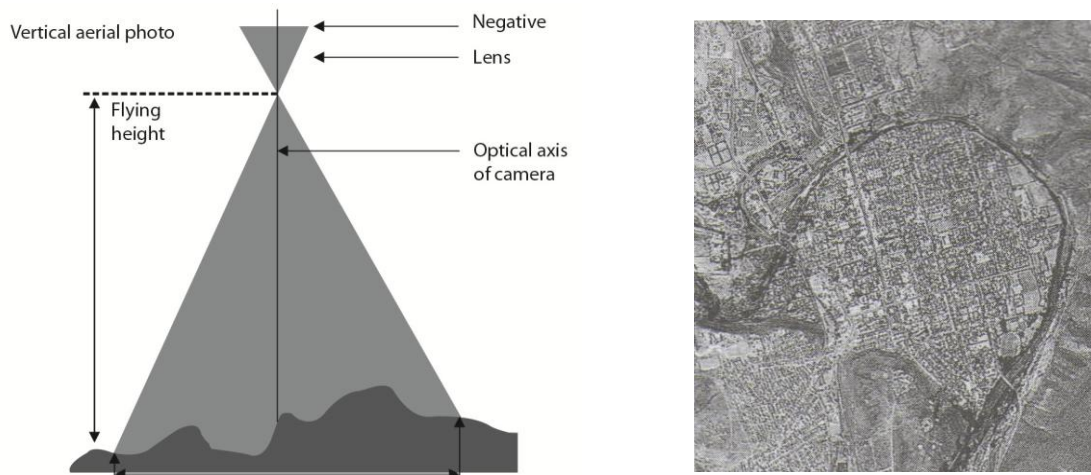 Vertical aerial photo
Negative
Lens
Flying
height
Optical axis
of camera